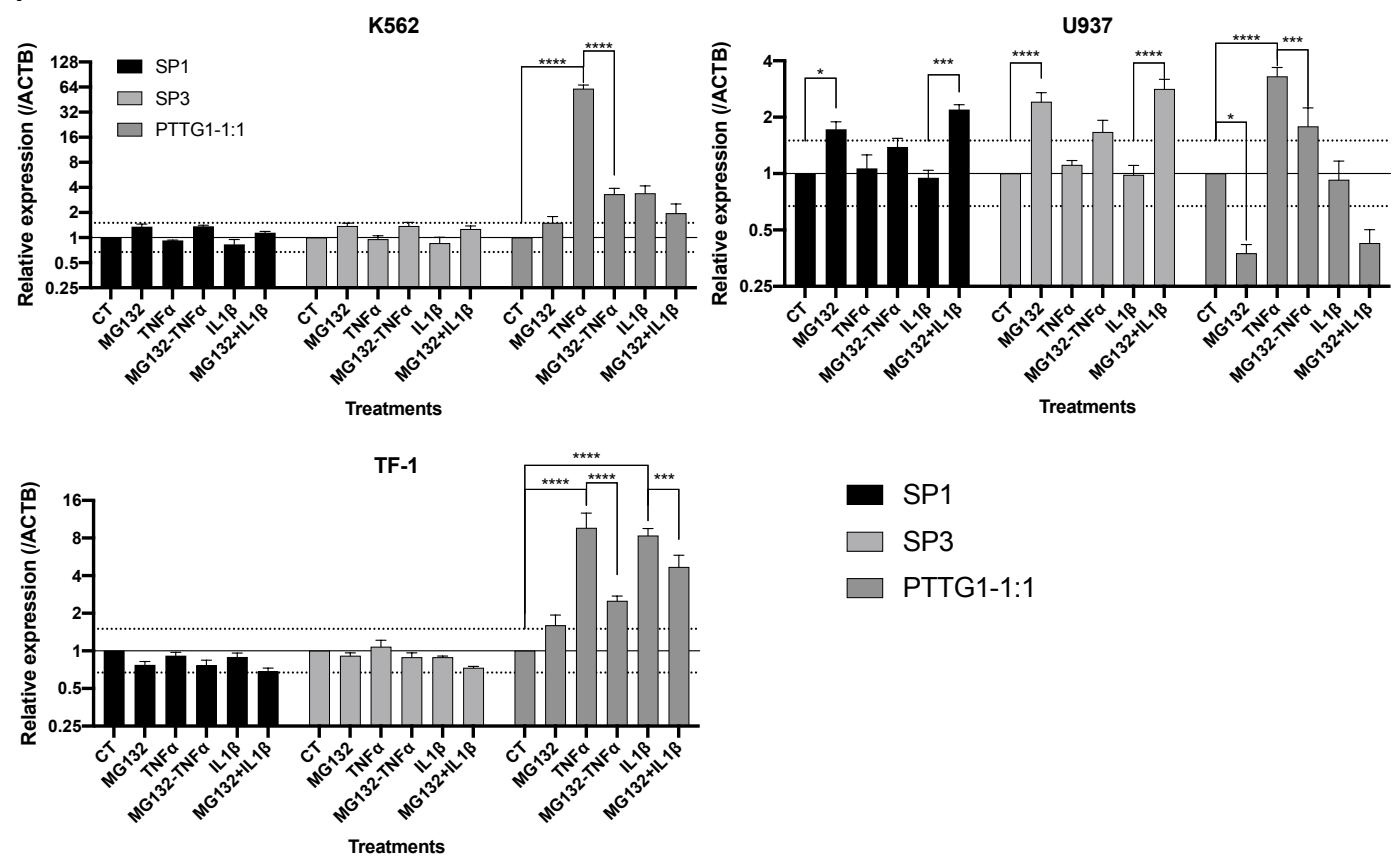 K562
Relative expression (/ACTB)
128
64
32
16
8
4
2
1
0.5
0.25
SP1
SP3
PTTG1-1:1
**** ****
CT MG132 TNFα MG132-TNFα IL1β MG132+IL1β CT MG132 TNFα MG132-TNFα IL1β MG132+IL1β CT MG132 TNFα MG132-TNFα IL1β MG132+IL1β
Treatments
U937
Relative expression (/ACTB)
4
2
1
0.5
0.25
* *** **** **** **** *** *
CT MG132 TNFα MG132-TNFα IL1β MG132+IL1β CT MG132 TNFα MG132-TNFα IL1β MG132+IL1β CT MG132 TNFα MG132-TNFα IL1β MG132+IL1β
Treatments
TF-1
Relative expression (/ACTB)
16
8
4
2
1
0.5
0.25
****
**** **** ***
CT MG132 TNFα MG132-TNFα IL1β MG132+IL1β CT MG132 TNFα MG132-TNFα IL1β MG132+IL1β CT MG132 TNFα MG132-TNFα IL1β MG132+IL1β
Treatments
SP1
SP3
PTTG1-1:1